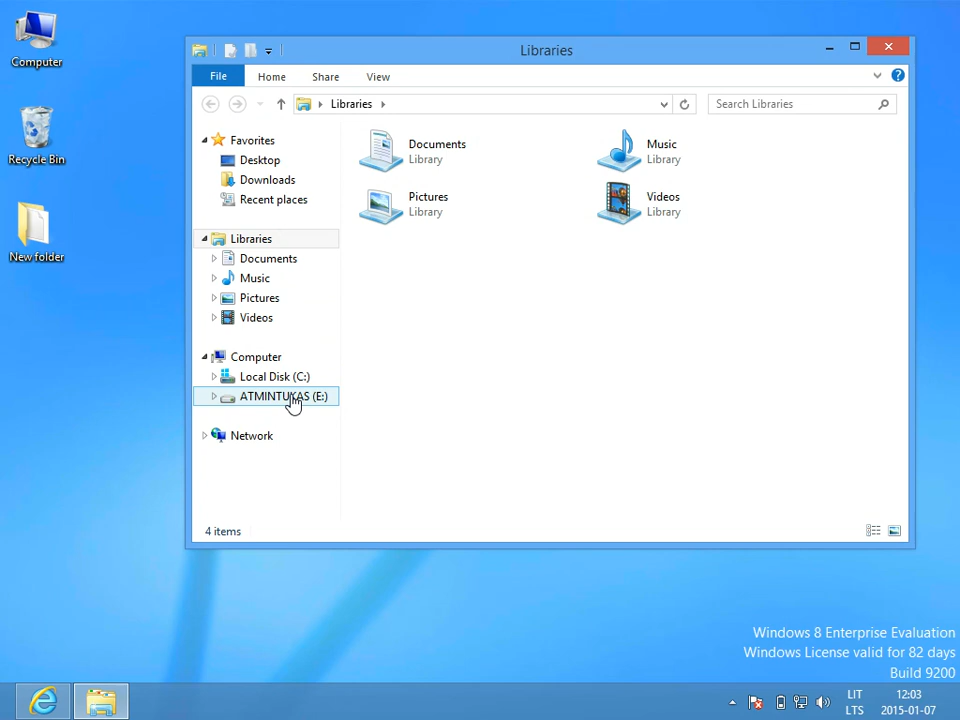 Computer
Recycle Bin
New folder
Libraries
File Home Share View
Libraries
Search Libraries
Favorites
Desktop
Downloads
Recent places
Libraries
Documents
Music
Pictures
Videos
Computer
Local Disk (C:)
ATMINTUKAS (E:)
Network
Documents
Library
Music
Library
Pictures
Library
Videos
Library
4 items
Windows 8 Enterprise Evaluation
Windows License valid for 82 days
Build 9200
LIT
LTS
12:03
2015-01-07